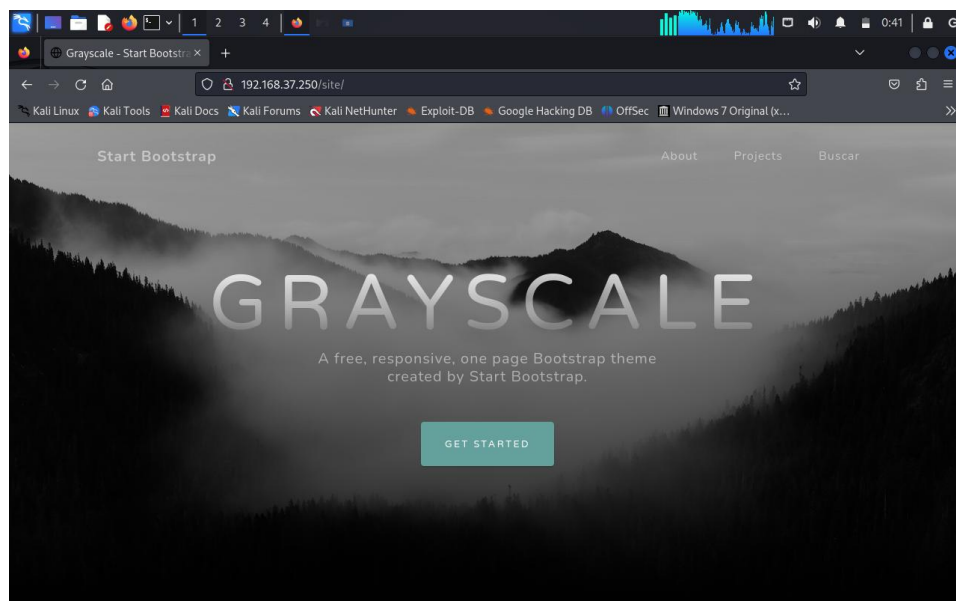 1 2 3 4 0:41
Grayscale - Start Bootstra
192.168.37.250/site/
Kali Linux Kali Tools Kali Docs Kali Forums Kali NetHunter Exploit-DB Google Hacking DB OffSec Windows 7 Original (x...
Start Bootstrap About Projects Buscar
GRAYSCALE
A free, responsive, one page Bootstrap theme
created by Start Bootstrap.
GET STARTED